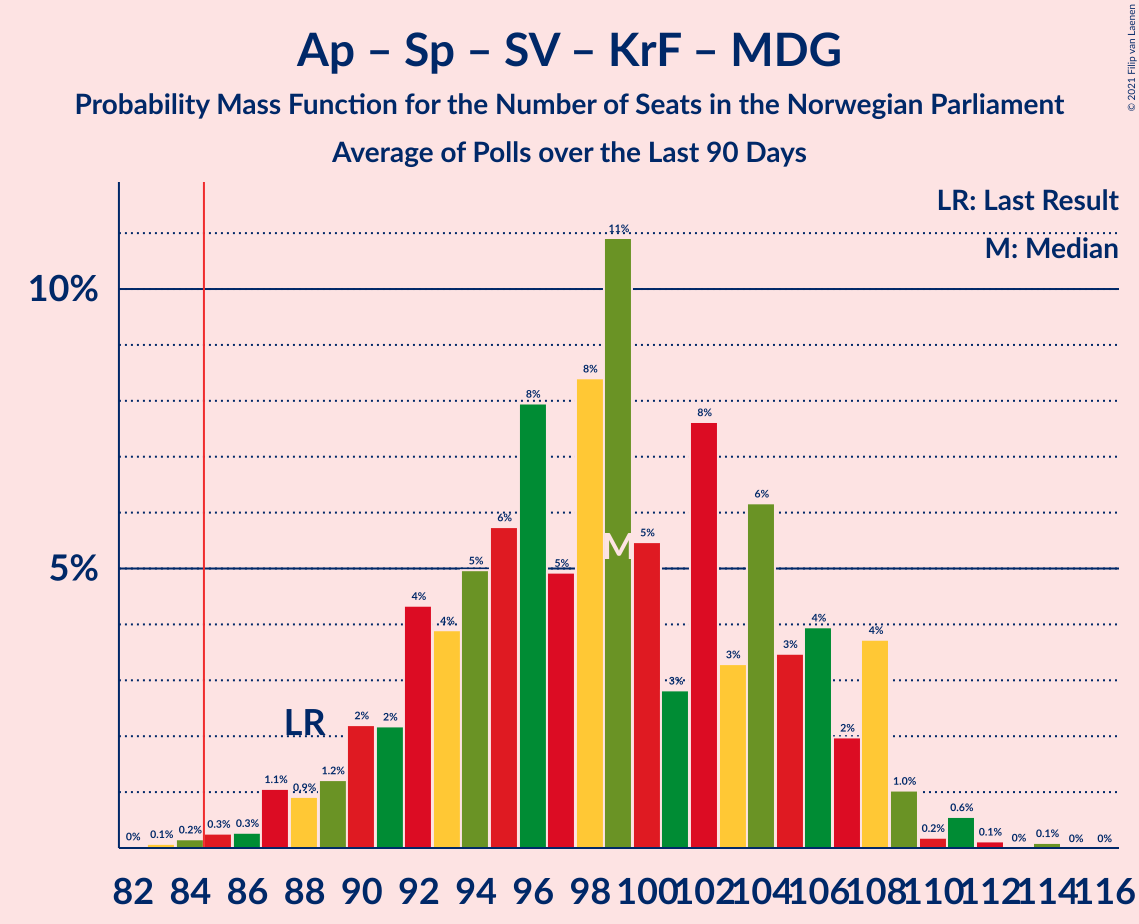 Ap – Sp – SV – KrF – MDG
Probability Mass Function for the Number of Seats in the Norwegian Parliament
Average of Polls over the Last 90 Days
© 2021 Filip van Laenen
LR: Last Result
M: Median
10%
5%
0% 0.1% 0.2% 0.3% 0.3% 1.1% 0.9% 1.2% 2% 2% 4% 4% 5% 6% 8% 5% 8% 11% 5% 3% 8% 3% 6% 3% 4% 2% 4% 1.0% 0.2% 0.6% 0.1% 0% 0.1% 0% 0%
LR
M
82 84 86 88 90 92 94 96 98 100 102 104 106 108 110 112 114 116